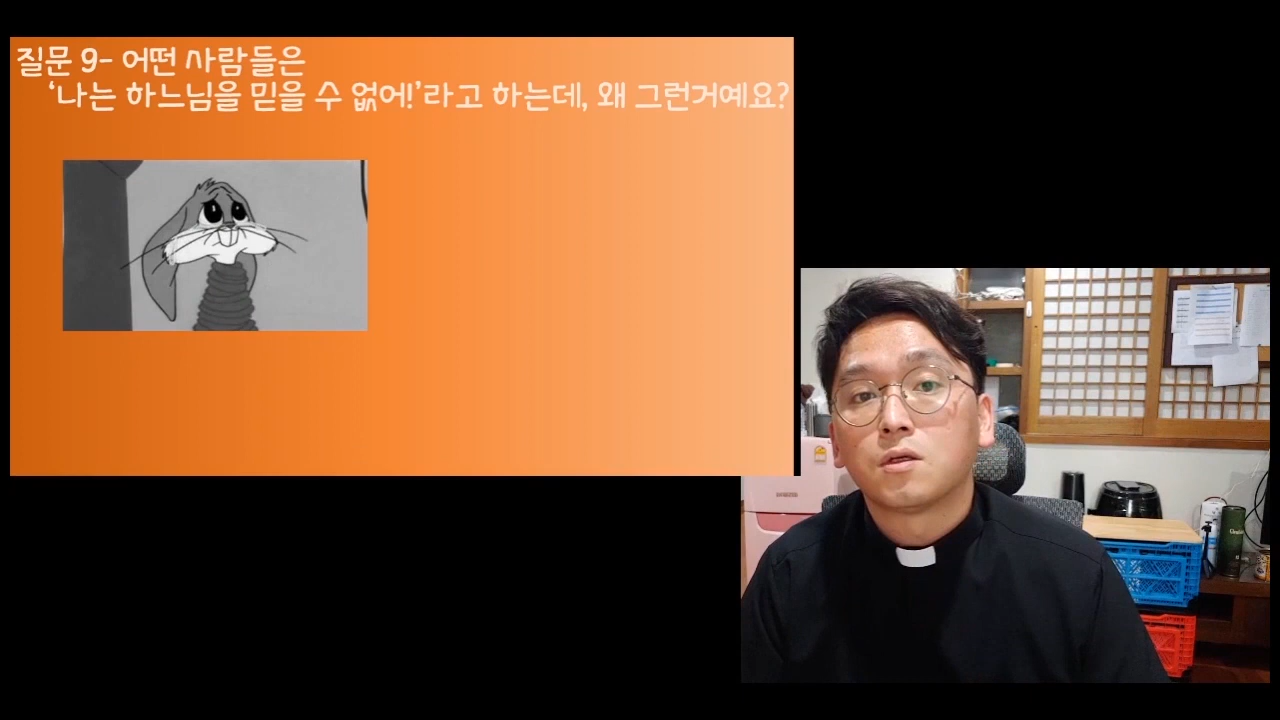 질문 9- 어떤 사람들은
‘나는 하느님을 믿을 수 없어!’라고 하는데, 왜 그런거예요?